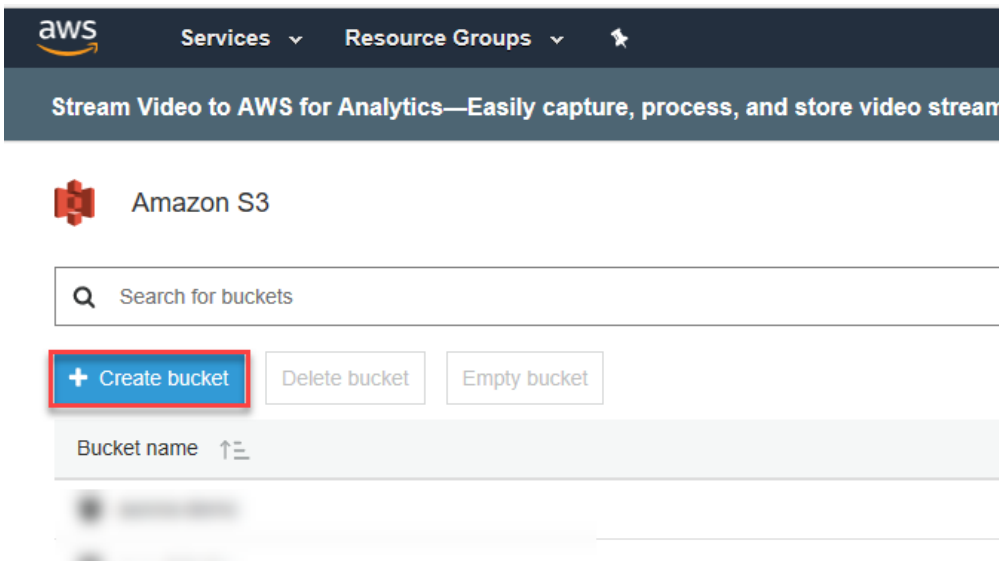 aws Services Resource Groups
Stream Video to AWS for Analytics—Easily capture, process, and store video stream
Amazon S3
Search for buckets
+ Create bucket Delete bucket Empty bucket
Bucket name